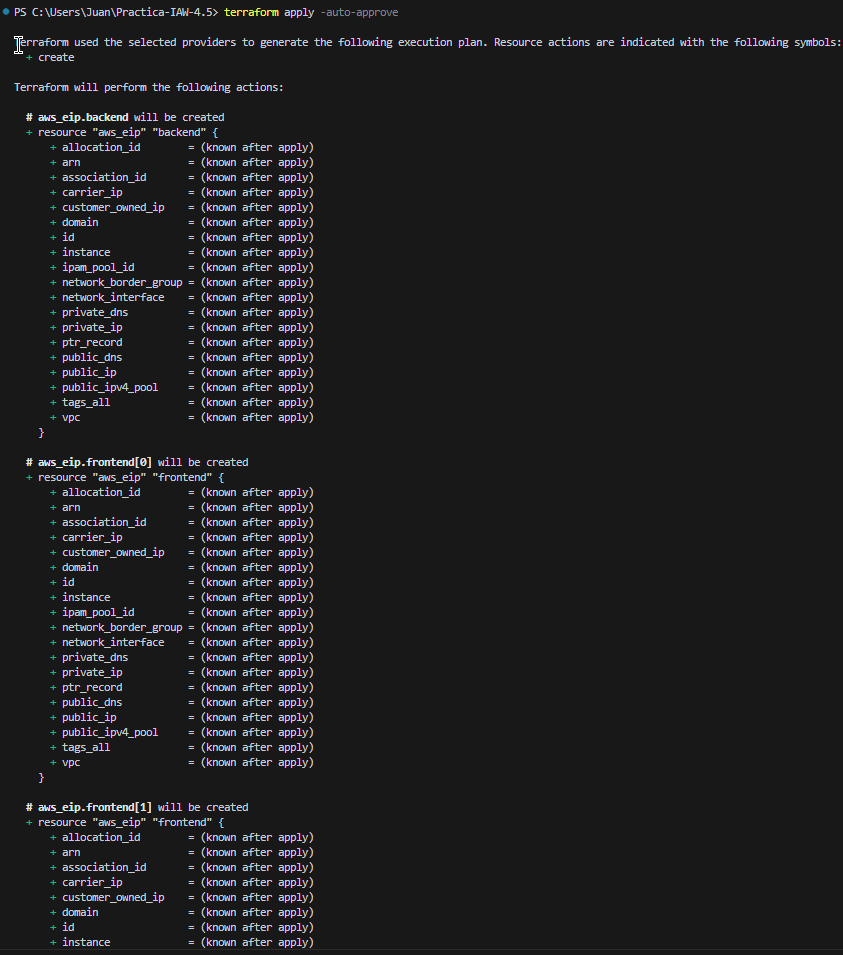 PS C:\Users\Juan\Practica-IAW-4.5> terraform apply -auto-approve
Terraform used the selected providers to generate the following execution plan. Resource actions are indicated with the following symbols:
+ create
Terraform will perform the following actions:
# aws_eip.backend will be created
+ resource "aws_eip" "backend" {
+ allocation_id = (known after apply)
+ arn = (known after apply)
+ association_id = (known after apply)
+ carrier_ip = (known after apply)
+ customer_owned_ip = (known after apply)
+ domain = (known after apply)
+ id = (known after apply)
+ instance = (known after apply)
+ ipam_pool_id = (known after apply)
+ network_border_group = (known after apply)
+ network_interface = (known after apply)
+ private_dns = (known after apply)
+ private_ip = (known after apply)
+ ptr_record = (known after apply)
+ public_dns = (known after apply)
+ public_ip = (known after apply)
+ public_ipv4_pool = (known after apply)
+ tags_all = (known after apply)
+ vpc = (known after apply)
}
# aws_eip.frontend[0] will be created
+ resource "aws_eip" "frontend" {
+ allocation_id = (known after apply)
+ arn = (known after apply)
+ association_id = (known after apply)
+ carrier_ip = (known after apply)
+ customer_owned_ip = (known after apply)
+ domain = (known after apply)
+ id = (known after apply)
+ instance = (known after apply)
+ ipam_pool_id = (known after apply)
+ network_border_group = (known after apply)
+ network_interface = (known after apply)
+ private_dns = (known after apply)
+ private_ip = (known after apply)
+ ptr_record = (known after apply)
+ public_dns = (known after apply)
+ public_ip = (known after apply)
+ public_ipv4_pool = (known after apply)
+ tags_all = (known after apply)
+ vpc = (known after apply)
}
# aws_eip.frontend[1] will be created
+ resource "aws_eip" "frontend" {
+ allocation_id = (known after apply)
+ arn = (known after apply)
+ association_id = (known after apply)
+ carrier_ip = (known after apply)
+ customer_owned_ip = (known after apply)
+ domain = (known after apply)
+ id = (known after apply)
+ instance = (known after apply)